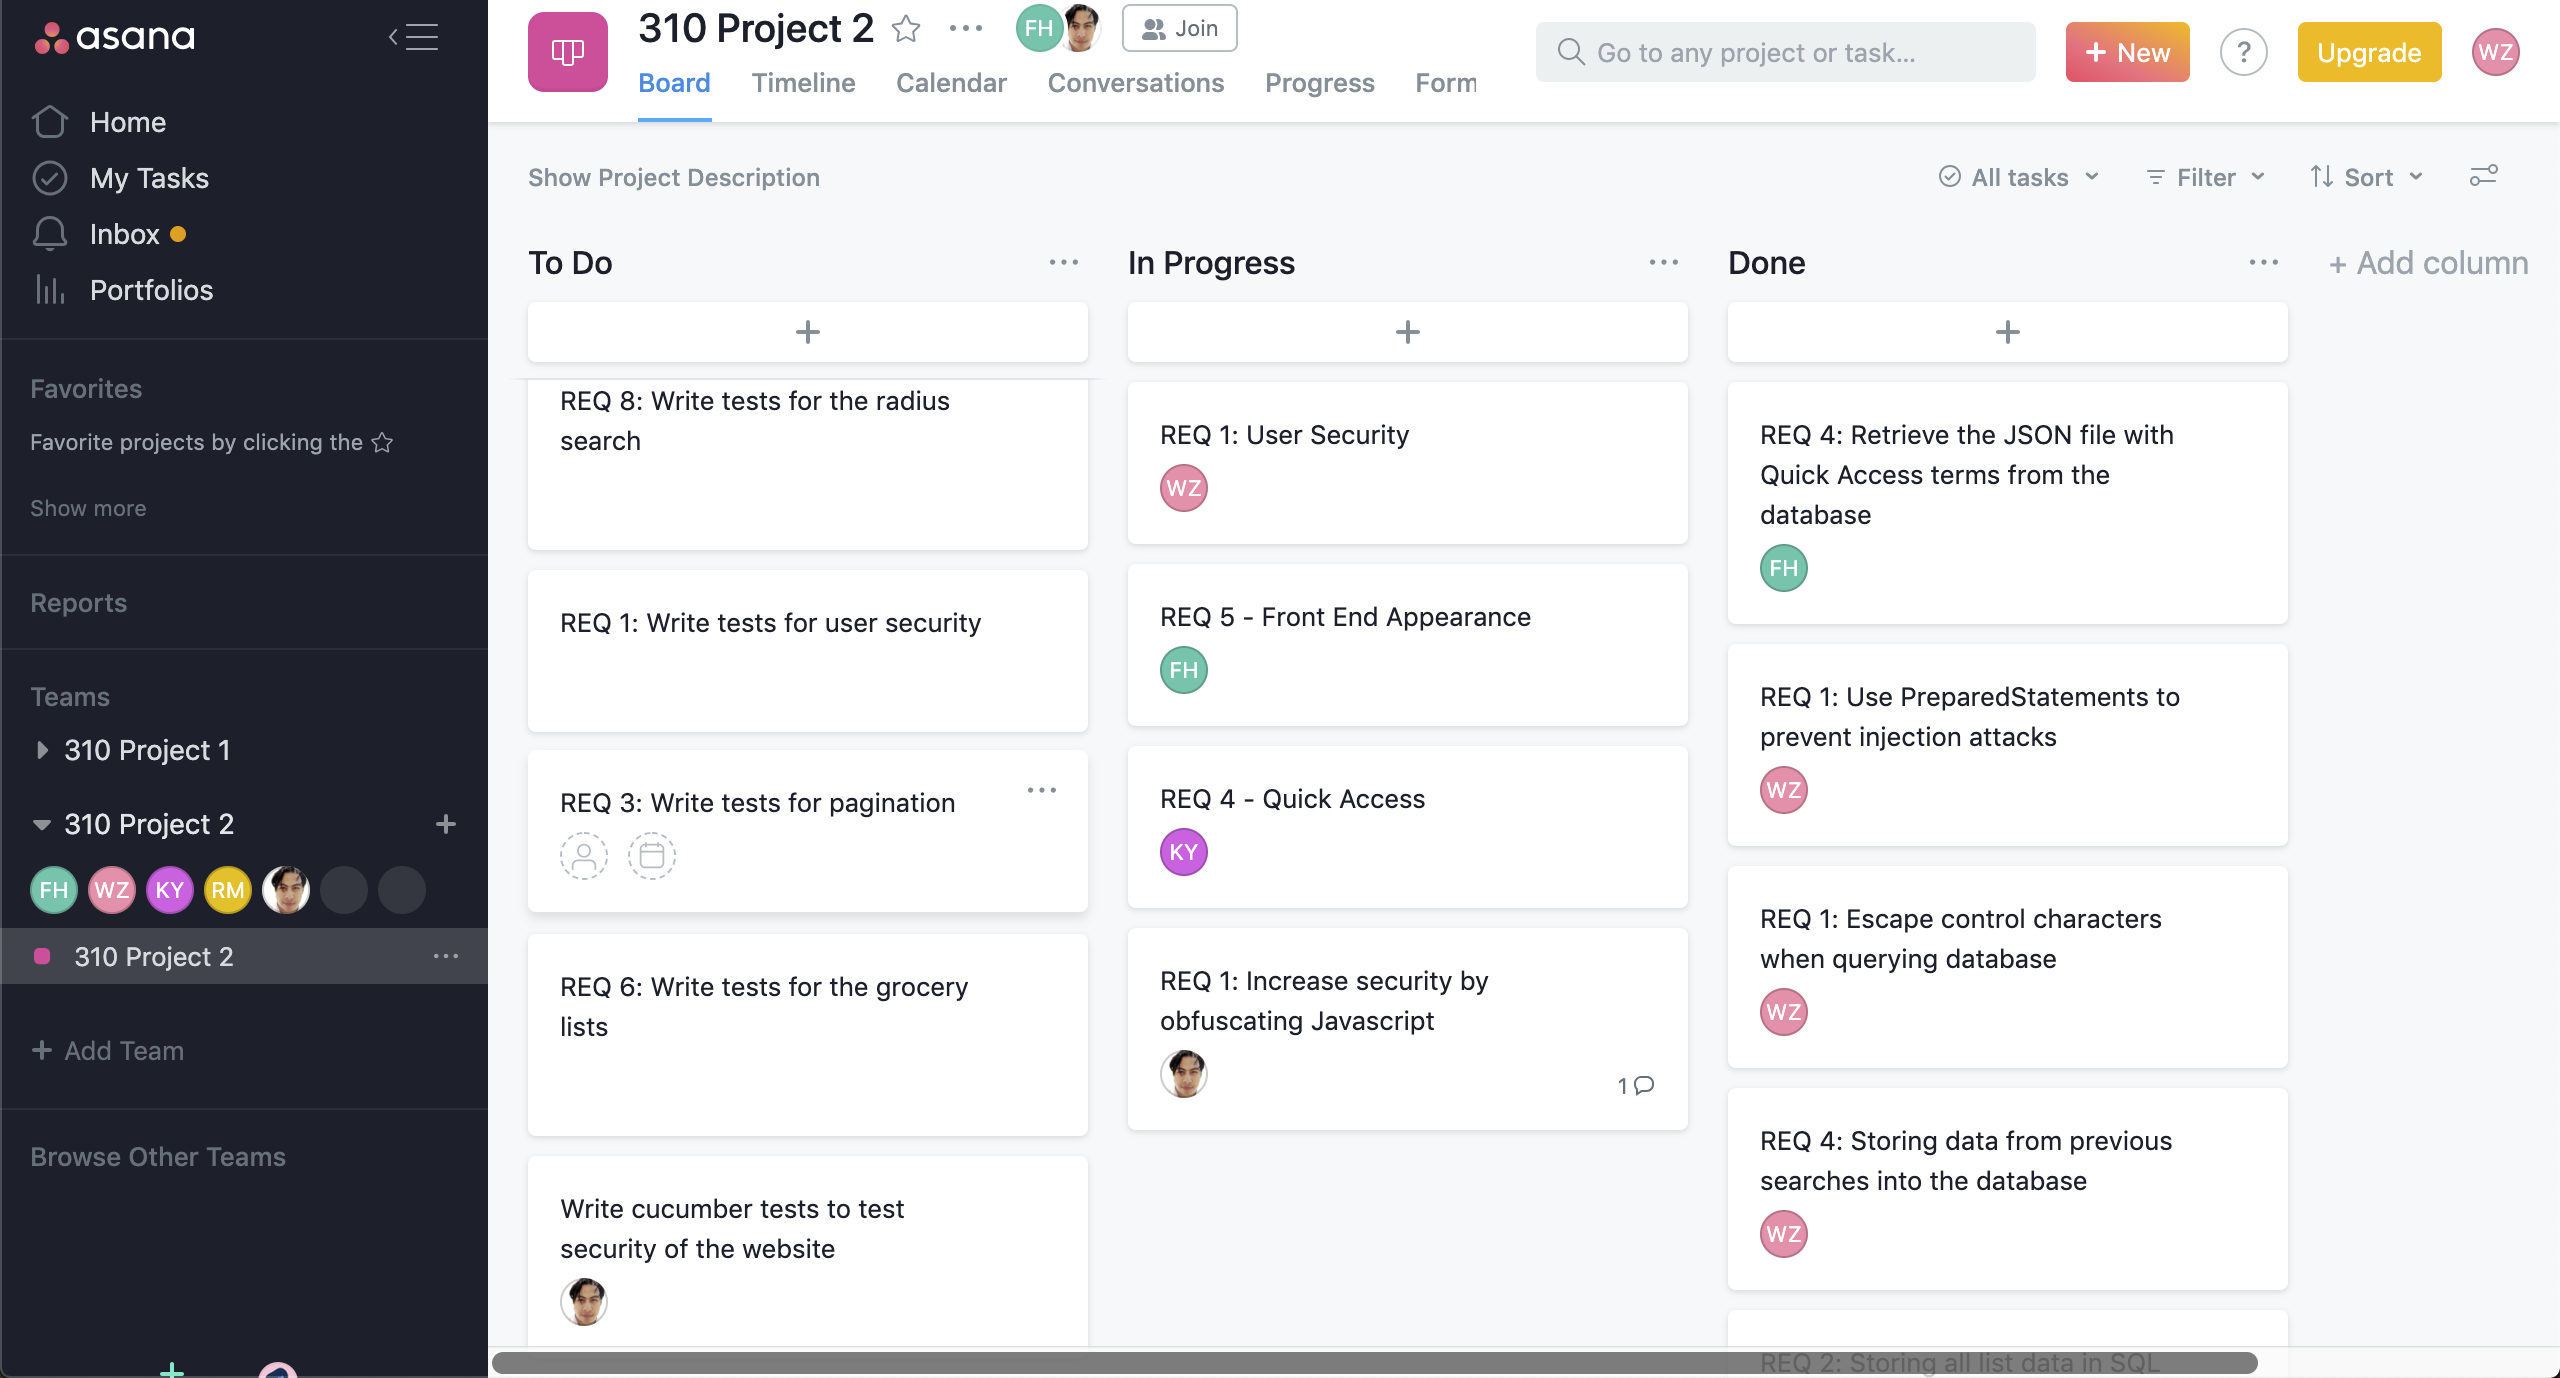 asana
Home
My Tasks
Inbox
Portfolios
Favorites
Favorite projects by clicking the
Show more
Reports
Teams
310 Project 1
310 Project 2
FH WZ KY RM
310 Project 2
+ Add Team
Browse Other Teams
310 Project 2
FH
Join
Board Timeline Calendar Conversations Progress Form
Go to any project or task...
+ New
?
Upgrade
WZ
Show Project Description
All tasks
Filter
Sort
To Do
+
REQ 8: Write tests for the radius
search
REQ 1: Write tests for user security
REQ 3: Write tests for pagination
REQ 6: Write tests for the grocery
lists
Write cucumber tests to test
security of the website
In Progress
+
REQ 1: User Security
WZ
REQ 5 - Front End Appearance
FH
REQ 4 - Quick Access
KY
REQ 1: Increase security by
obfuscating Javascript
1
Done
+
REQ 4: Retrieve the JSON file with
Quick Access terms from the
database
FH
REQ 1: Use PreparedStatements to
prevent injection attacks
WZ
REQ 1: Escape control characters
when querying database
WZ
REQ 4: Storing data from previous
searches into the database
WZ
REQ 2: Storing all list data in SQL
+ Add column